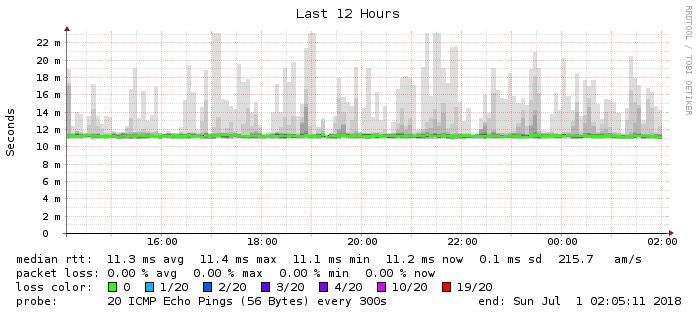 Last 12 Hours
RRDTOOL / TOBI OETIKER
Seconds
22 m
20 m
18 m
16 m
14 m
12 m
10 m
8 m
6 m
4 m
2 m
0
16:00 18:00 20:00 22:00 00:00 02:00
median rtt: 11.3 ms avg 11.4 ms max 11.1 ms min 11.2 ms now 0.1 ms sd 215.7 am/s
packet loss: 0.00 % avg 0.00 % max 0.00 % min 0.00 % now
loss color: 0 1/20 2/20 3/20 4/20 10/20 19/20
probe: 20 ICMP Echo Pings (56 Bytes) every 300s end: Sun Jul 1 02:05:11 2018